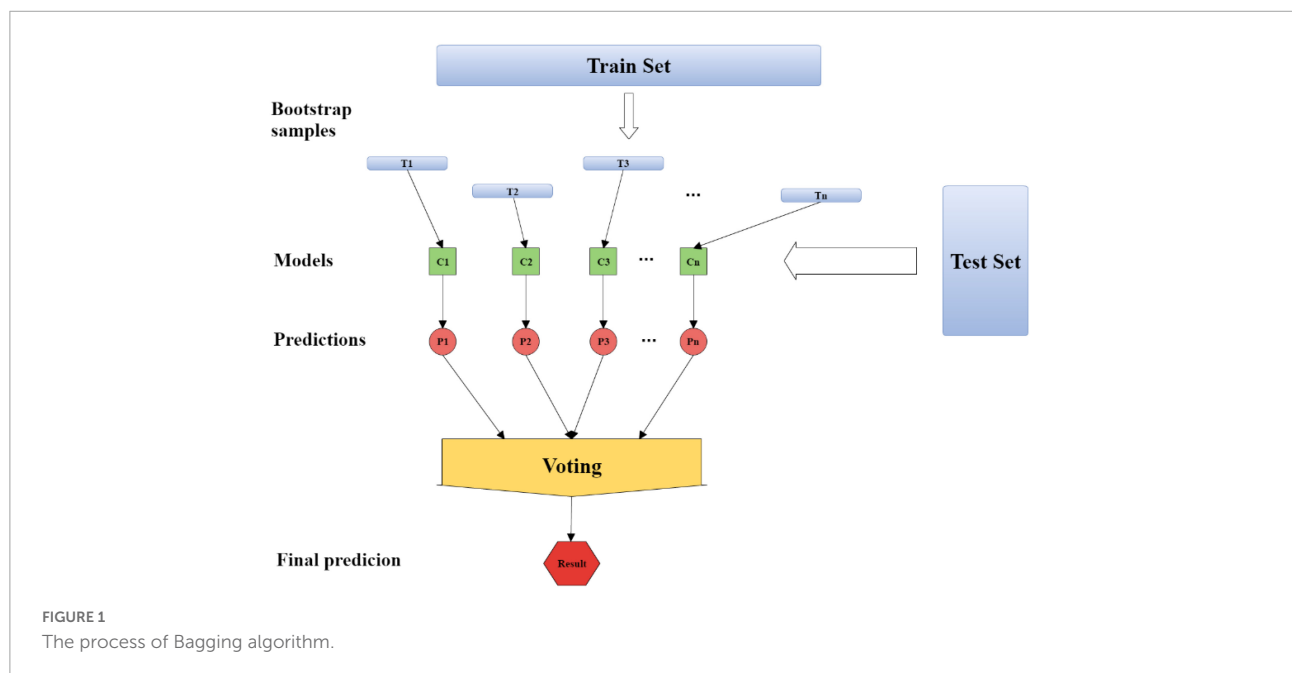 Train Set
Bootstrap
samples
T1
T3
T2
...
Tn
Models
C1
C2
C3
...
Cn
Test Set
Predictions
P1
P2
P3
...
Pn
Voting
Final predicion
Result
FIGURE 1
The process of Bagging algorithm.